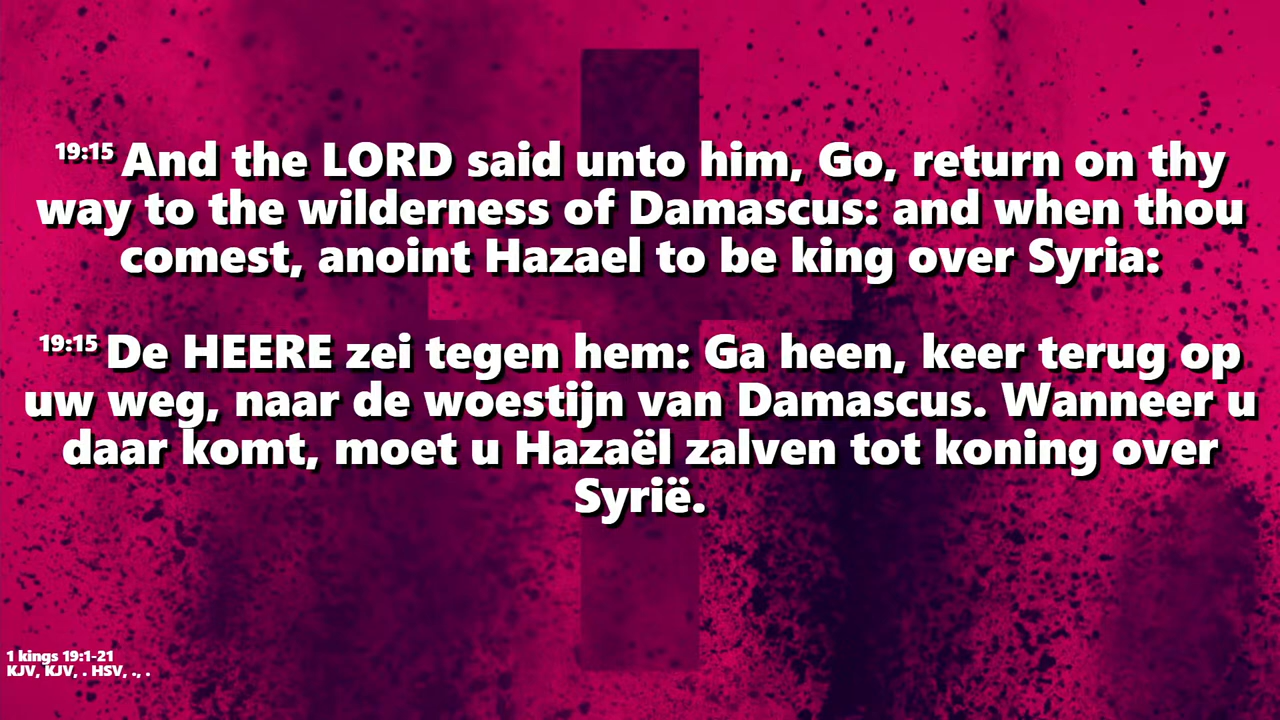 19:15 And the LORD said unto him, Go, return on thy
way to the wilderness of Damascus: and when thou
comest, anoint Hazael to be king over Syria:
19:15 De HEERE zei tegen hem: Ga heen, keer terug op
uw weg, naar de woestijn van Damascus. Wanneer u
daar komt, moet u Hazaël zalven tot koning over
Syrië.
1 kings 19:1-21
KJV, KJV, . HSV, ., .